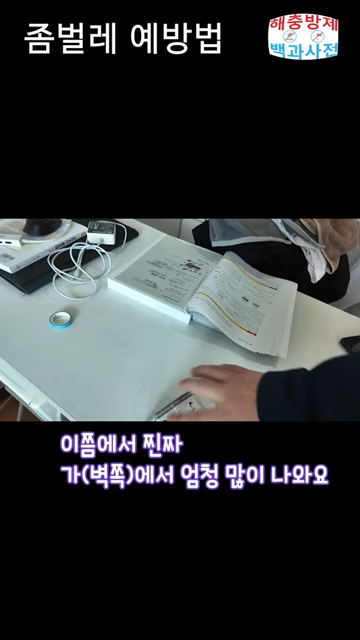 좀벌레 예방법
해충방제
백과사전
이쯤에서 찐짜
가(벽쪽)에서 엄청 많이 나와요